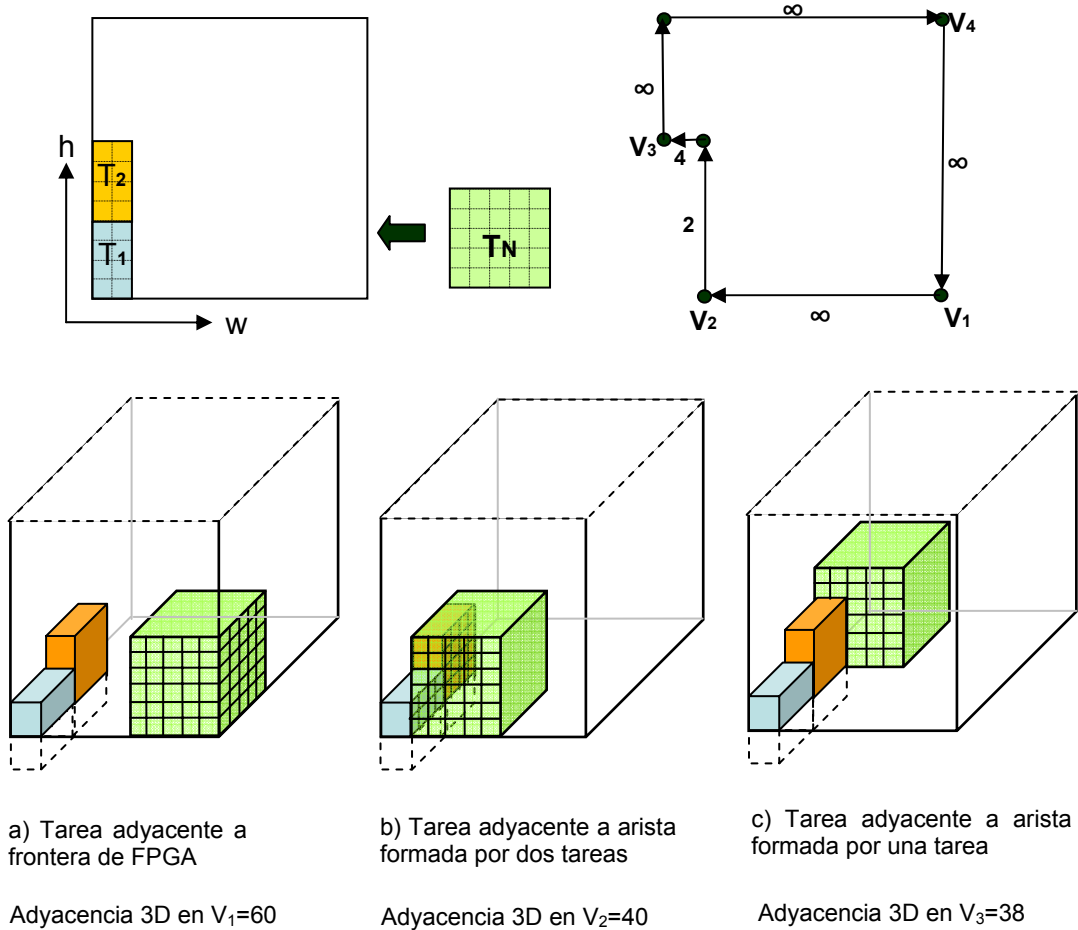 h
T2
T1
w
TN
∞
V4
∞
V3
4
∞
2
V2
∞
V1
a) Tarea adyacente a
frontera de FPGA
Adyacencia 3D en V1=60
b) Tarea adyacente a arista
formada por dos tareas
Adyacencia 3D en V2=40
c) Tarea adyacente a arista
formada por una tarea
Adyacencia 3D en V3=38